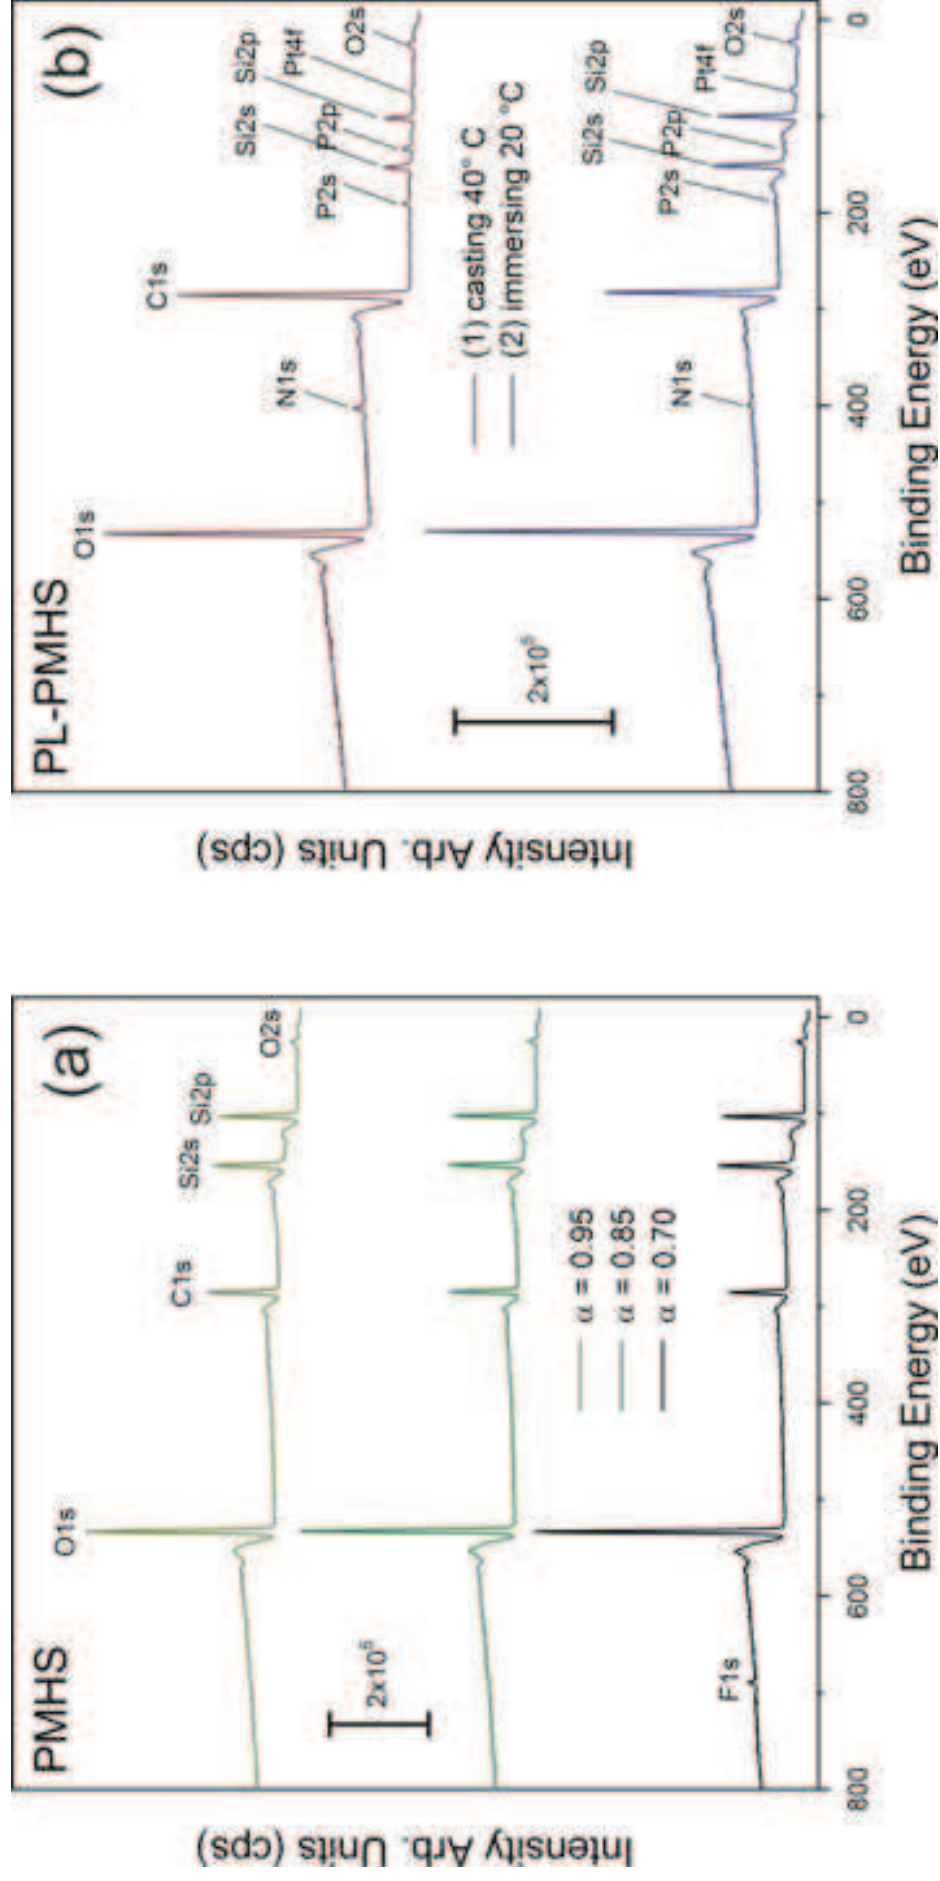 PMHS
(a)
O1s
C1s
Si2s
Si2p
O2s
2x10⁵
α = 0.95
α = 0.85
α = 0.70
F1s
800
600
400
200
0
Binding Energy (eV)
Intensity Arb. Units (cps)
PL-PMHS
(b)
O1s
N1s
C1s
P2s
Si2s
P2p
Si2p
Pt4f
O2s
(1) casting 40° C
(2) immersing 20 °C
2x10⁵
N1s
P2s
Si2s
P2p
Si2p
Pt4f
O2s
800
600
400
200
0
Binding Energy (eV)
Intensity Arb. Units (cps)